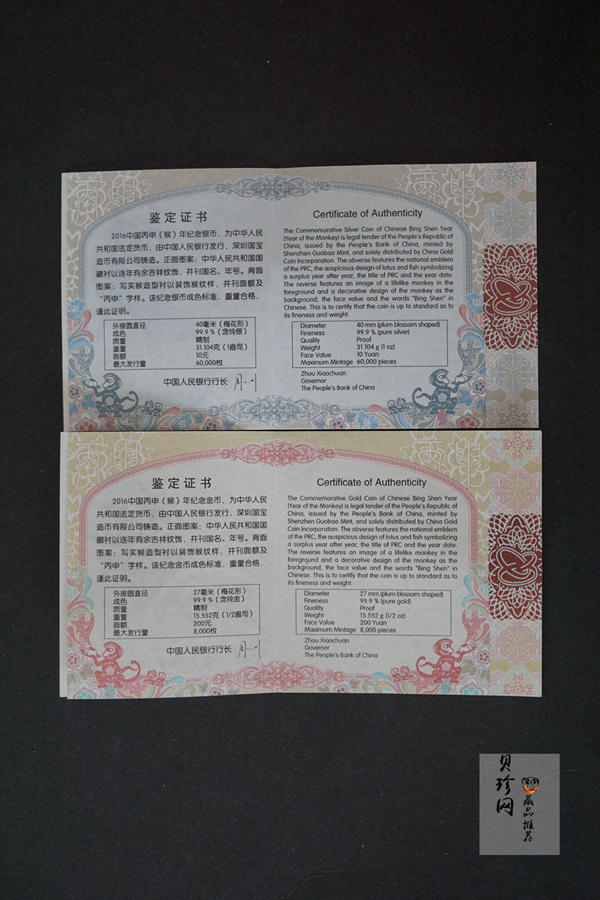 鉴定证书
2016中国丙申（猴）年纪念银币，为中华人民
共和国法定货币，由中国人民银行发行，深圳国宝
造币有限公司铸造。正面图案：中华人民共和国国
徽衬以连年有余吉祥纹饰，并刊国名、年号。背面
图案：写实猴造型衬以装饰猴纹样，并刊面额及
“丙申”字样。该纪念银币成色标准，重量合格，
谨此证明。
外接圆直径 40毫米（梅花形）
成色 99.9％（含纯银）
质量 精制
重量 31.104克（1盎司）
面额 10元
最大发行量 60,000枚
中国人民银行行长
Certificate of Authenticity
The Commemorative Silver Coin of Chinese Bing Shen Year
(Year of the Monkey) is legal tender of the People's Republic of
China, issued by the People's Bank of China, minted by
Shenzhen Guobao Mint, and solely distributed by China Gold
Coin Incorporation. The obverse features the national emblem
of the PRC, the auspicious design of lotus and fish symbolizing
a surplus year after year, the title of PRC and the year date.
The reverse features an image of a lifelike monkey in the
foreground and a decorative design of the monkey as the
background, the face value and the words "Bing Shen" in
Chinese. This is to certify that the coin is up to standard as to
its fineness and weight.
Diameter 40 mm (plum blossom shaped)
Fineness 99.9 % (pure silver)
Quality Proof
Weight 31.104 g (1 oz)
Face Value 10 Yuan
Maximum Mintage 60,000 pieces
Zhou Xiaochuan
Governor
The People's Bank of China
鉴定证书
2016中国丙申（猴）年纪念金币，为中华人民
共和国法定货币，由中国人民银行发行，深圳国宝
造币有限公司铸造。正面图案：中华人民共和国国
徽衬以连年有余吉祥纹饰，并刊国名、年号。背面
图案：写实猴造型衬以装饰猴纹样，并刊面额及
“丙申”字样。该纪念金币成色标准，重量合格，
谨此证明。
外接圆直径 27毫米（梅花形）
成色 99.9％（含纯金）
质量 精制
重量 15.552克（1/2盎司）
面额 200元
最大发行量 8,000枚
中国人民银行行长
Certificate of Authenticity
The Commemorative Gold Coin of Chinese Bing Shen Year
(Year of the Monkey) is legal tender of the People's Republic of
China, issued by the People's Bank of China, minted by
Shenzhen Guobao Mint, and solely distributed by China Gold
Coin Incorporation. The obverse features the national emblem
of the PRC, the auspicious design of lotus and fish symbolizing
a surplus year after year, the title of PRC and the year date.
The reverse features an image of a lifelike monkey in the
foreground and a decorative design of the monkey as the
background, the face value and the words "Bing Shen" in
Chinese. This is to certify that the coin is up to standard as to
its fineness and weight.
Diameter 27 mm (plum blossom shaped)
Fineness 99.9 % (pure gold)
Quality Proof
Weight 15.552 g (1/2 oz)
Face Value 200 Yuan
Maximum Mintage 8,000 pieces
Zhou Xiaochuan
Governor
The People's Bank of China
贝珍网
藏品推荐